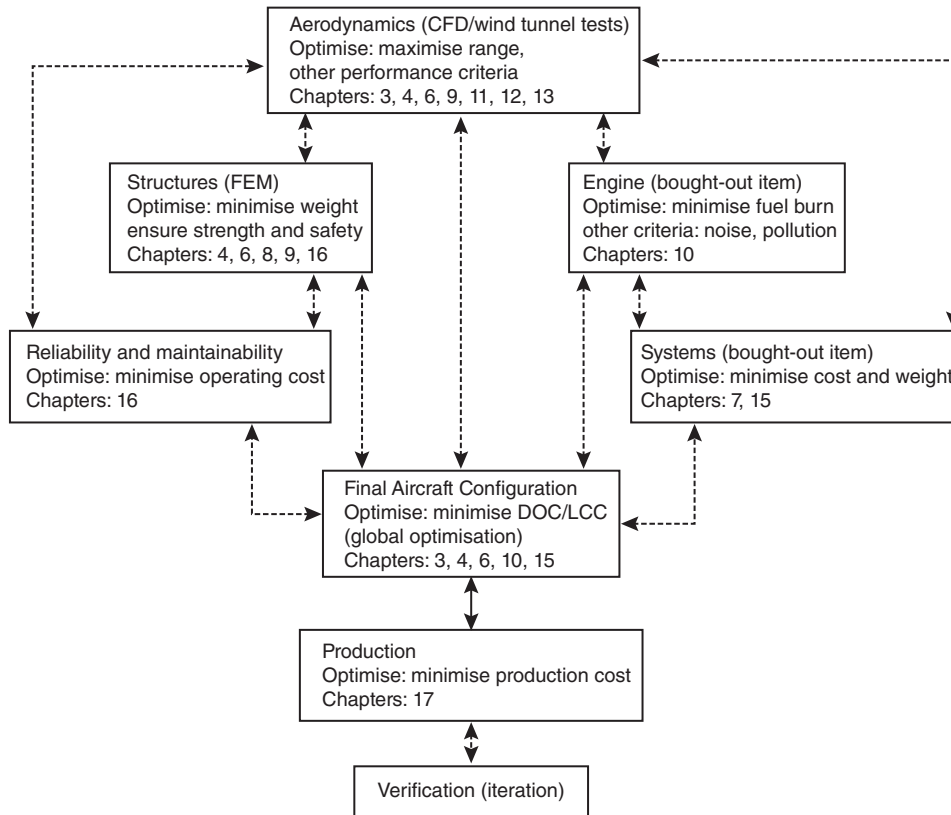 Aerodynamics (CFD/wind tunnel tests)
Optimise: maximise range,
other performance criteria
Chapters: 3, 4, 6, 9, 11, 12, 13
Structures (FEM)
Optimise: minimise weight
ensure strength and safety
Chapters: 4, 6, 8, 9, 16
Engine (bought-out item)
Optimise: minimise fuel burn
other criteria: noise, pollution
Chapters: 10
Reliability and maintainability
Optimise: minimise operating cost
Chapters: 16
Systems (bought-out item)
Optimise: minimise cost and weight
Chapters: 7, 15
Final Aircraft Configuration
Optimise: minimise DOC/LCC
(global optimisation)
Chapters: 3, 4, 6, 10, 15
Production
Optimise: minimise production cost
Chapters: 17
Verification (iteration)